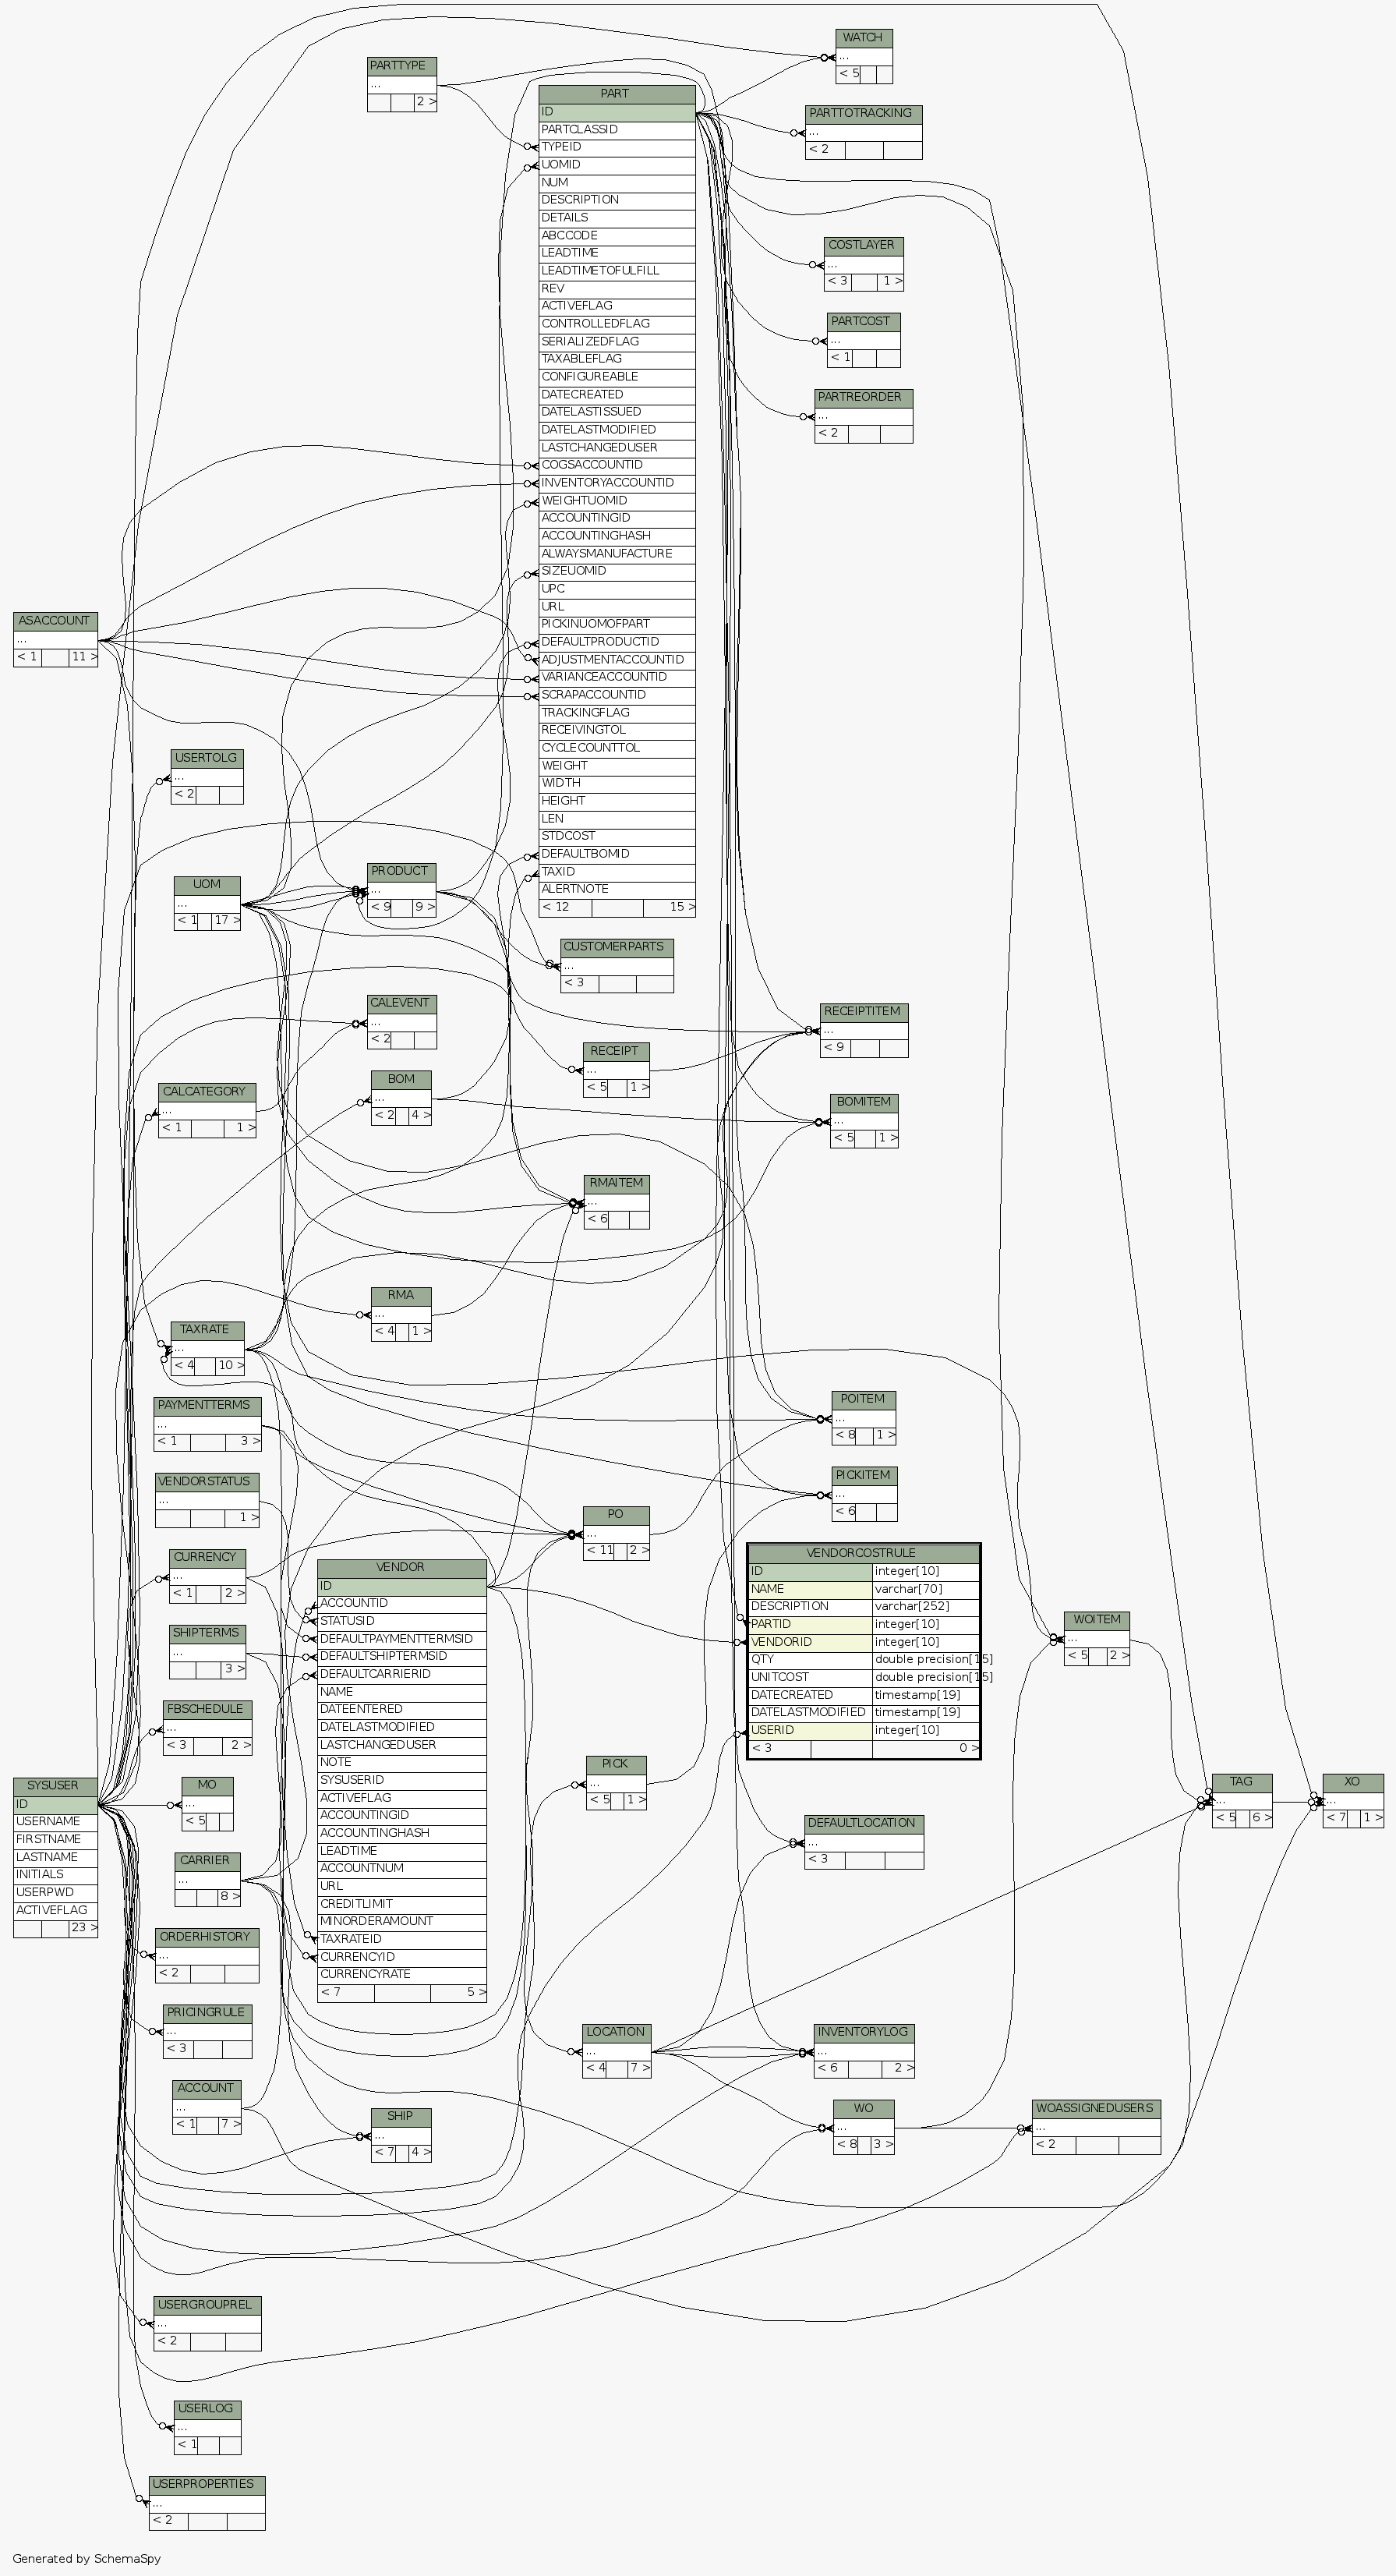 WATCH
...
< 5
PARTTYPE
...
2 >
PART
ID
PARTCLASSID
TYPEID
UOMID
NUM
DESCRIPTION
DETAILS
ABCCODE
LEADTIME
LEADTIMETOFULFILL
REV
ACTIVEFLAG
CONTROLLEDFLAG
SERIALIZEDFLAG
TAXABLEFLAG
CONFIGUREABLE
DATECREATED
DATELASTISSUED
DATELASTMODIFIED
LASTCHANGEDUSER
COGSACCOUNTID
INVENTORYACCOUNTID
WEIGHTUOMID
ACCOUNTINGID
ACCOUNTINGHASH
ALWAYSMANUFACTURE
SIZEUOMID
UPC
URL
PICKINUOMOFPART
DEFAULTPRODUCTID
ADJUSTMENTACCOUNTID
VARIANCEACCOUNTID
SCRAPACCOUNTID
TRACKINGFLAG
RECEIVINGTOL
CYCLECOUNTTOL
WEIGHT
WIDTH
HEIGHT
LEN
STDCOST
DEFAULTBOMID
TAXID
ALERTNOTE
< 12 15 >
PARTTOTRACKING
...
< 2
COSTLAYER
...
< 3 1 >
PARTCOST
...
< 1
PARTREORDER
...
< 2
ASACCOUNT
...
< 1 11 >
USERTOLG
...
< 2
UOM
...
< 1 17 >
PRODUCT
...
< 9 9 >
CUSTOMERPARTS
...
< 3
CALEVENT
...
< 2
RECEIPTITEM
...
< 9
RECEIPT
...
< 5 1 >
BOM
...
< 2 4 >
CALCATEGORY
...
< 1 1 >
BOMITEM
...
< 5 1 >
RMAITEM
...
< 6
RMA
...
< 4 1 >
TAXRATE
...
< 4 10 >
PAYMENTTERMS
...
< 1 3 >
POITEM
...
< 8 1 >
VENDORSTATUS
...
1 >
PICKITEM
...
< 6
PO
...
< 11 2 >
CURRENCY
...
< 1 2 >
VENDOR
ID
ACCOUNTID
STATUSID
DEFAULTPAYMENTTERMSID
DEFAULTSHIPTERMSID
DEFAULTCARRIERID
NAME
DATEENTERED
DATELASTMODIFIED
LASTCHANGEDUSER
NOTE
SYSUSERID
ACTIVEFLAG
ACCOUNTINGID
ACCOUNTINGHASH
LEADTIME
ACCOUNTNUM
URL
CREDITLIMIT
MINORDERAMOUNT
TAXRATEID
CURRENCYID
CURRENCYRATE
< 7 5 >
VENDORCOSTRULE
ID integer[10]
NAME varchar[70]
DESCRIPTION varchar[252]
PARTID integer[10]
VENDORID integer[10]
QTY double precision[15]
UNITCOST double precision[15]
DATECREATED timestamp[19]
DATELASTMODIFIED timestamp[19]
USERID integer[10]
< 3 0 >
WOITEM
...
< 5 2 >
SHIPTERMS
...
3 >
FBSCHEDULE
...
< 3 2 >
SYSUSER
ID
USERNAME
FIRSTNAME
LASTNAME
INITIALS
USERPWD
ACTIVEFLAG
23 >
MO
...
< 5
PICK
...
< 5 1 >
TAG
...
< 5 6 >
XO
...
< 7 1 >
DEFAULTLOCATION
...
< 3
CARRIER
...
8 >
ORDERHISTORY
...
< 2
PRICINGRULE
...
< 3
LOCATION
...
< 4 7 >
INVENTORYLOG
...
< 6 2 >
ACCOUNT
...
< 1 7 >
SHIP
...
< 7 4 >
WO
...
< 8 3 >
WOASSIGNEDUSERS
...
< 2
USERGROUPREL
...
< 2
USERLOG
...
< 1
USERPROPERTIES
...
< 2
Generated by SchemaSpy